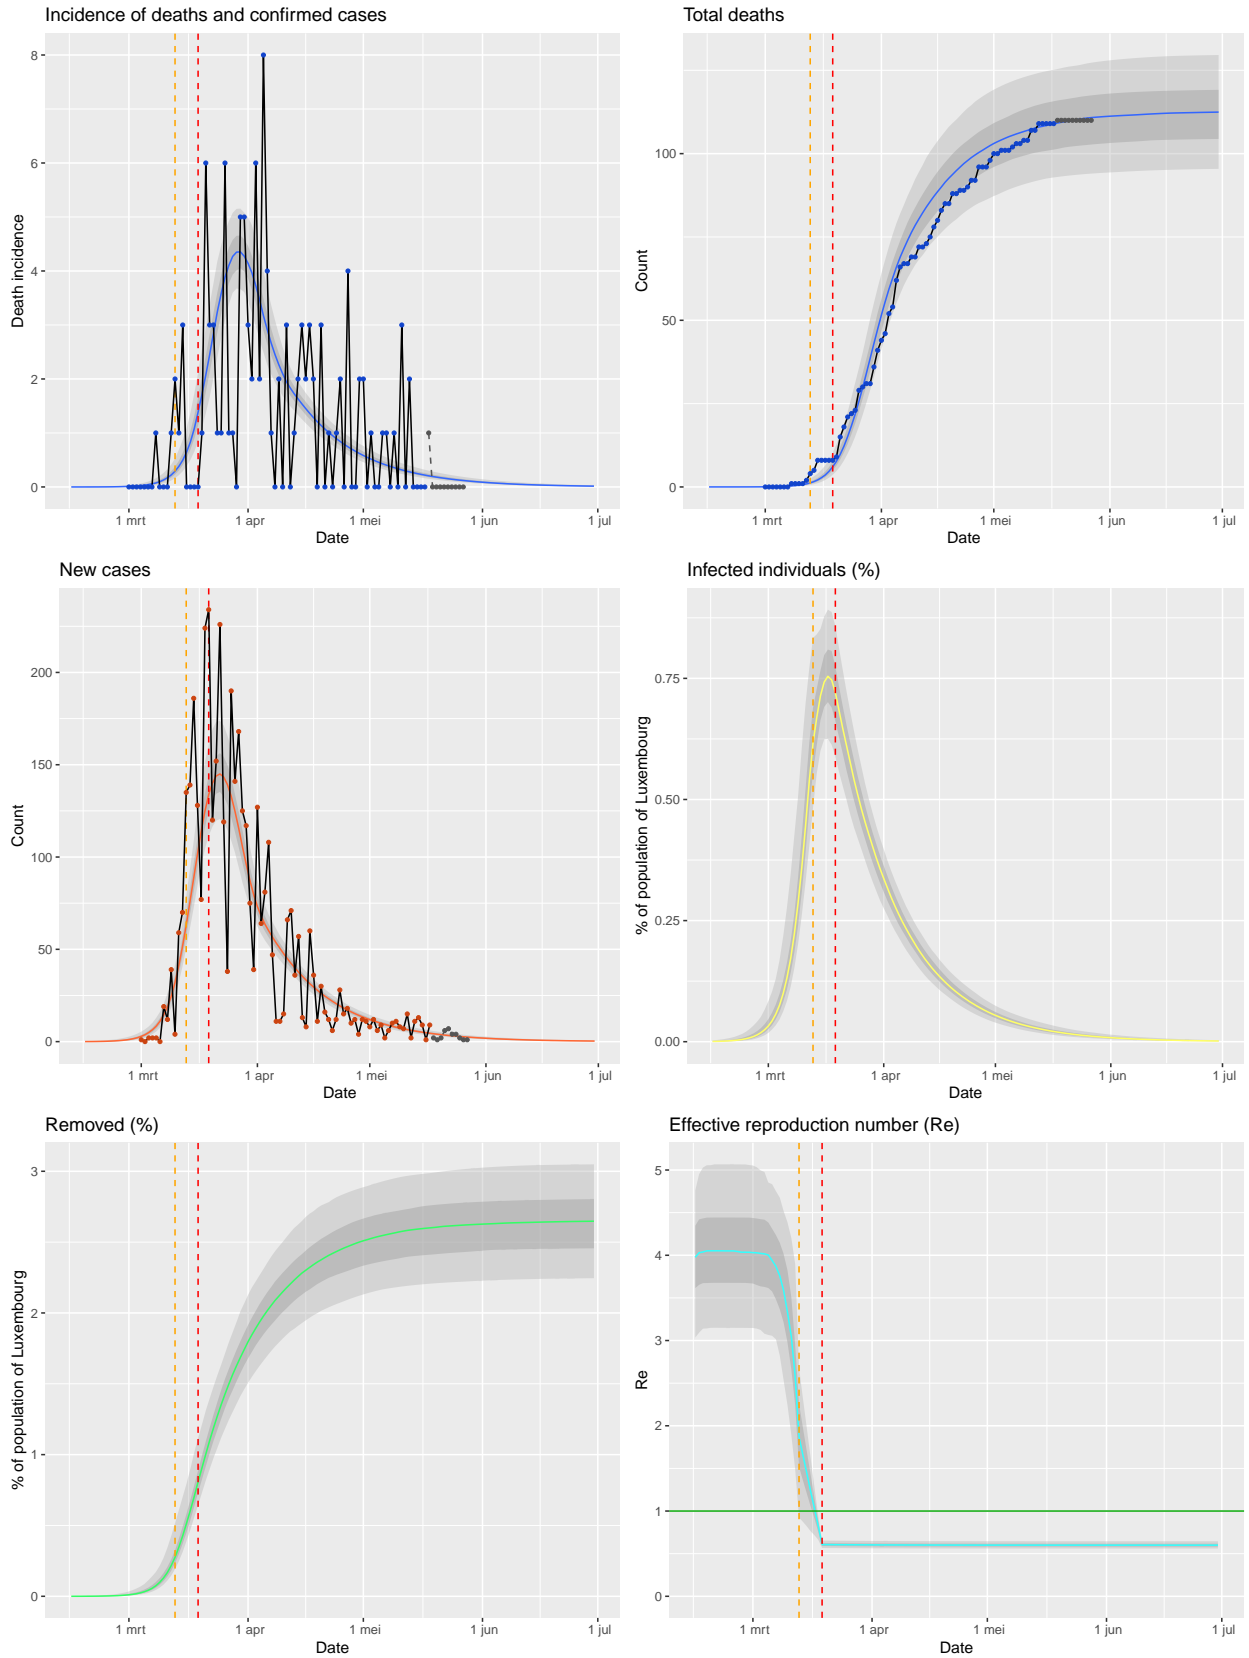 Incidence of deaths and confirmed cases
8
6
4
2
0
Death incidence
1 mrt 1 apr 1 mei 1 jun 1 jul
Date
Total deaths
100
50
0
Count
1 mrt 1 apr 1 mei 1 jun 1 jul
Date
New cases
200
150
100
50
0
Count
1 mrt 1 apr 1 mei 1 jun 1 jul
Date
Infected individuals (%)
0.75
0.50
0.25
0.00
% of population of Luxembourg
1 mrt 1 apr 1 mei 1 jun 1 jul
Date
Removed (%)
3
2
1
0
% of population of Luxembourg
1 mrt 1 apr 1 mei 1 jun 1 jul
Date
Effective reproduction number (Re)
5
4
3
2
1
0
Re
1 mrt 1 apr 1 mei 1 jun 1 jul
Date